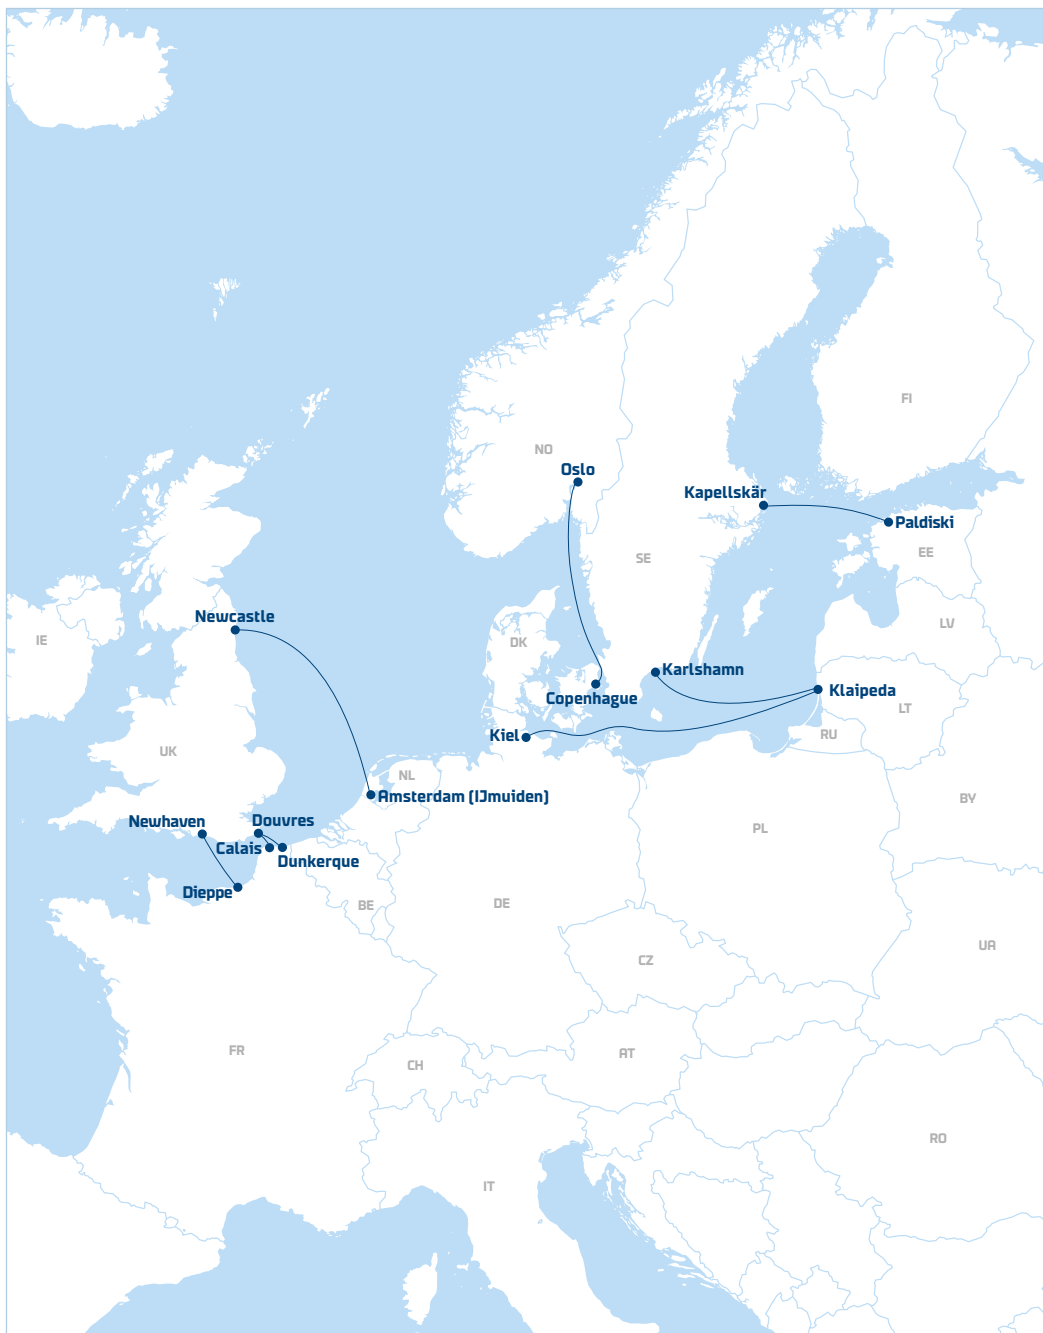 FI
NO
Oslo
Kapellskär
Paldiski
EE
SE
Newcastle
LV
IE
DK
Karlshamn
Klaipeda
Copenhague
LT
Kiel
RU
UK
NL
Amsterdam (IJmuiden)
BY
Newhaven
Douvres
PL
Calais
Dunkerque
Dieppe
BE
DE
UA
CZ
FR
AT
CH
RO
IT